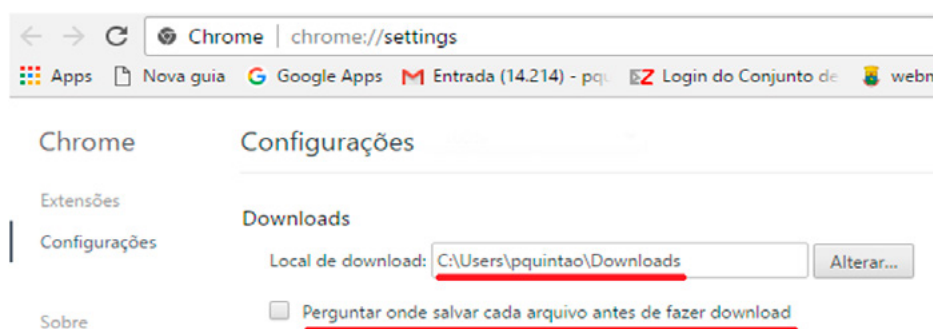 Chrome | chrome://settings
Apps Nova guia Google Apps Entrada (14.214) - pqu Login do Conjunto de webm
Chrome
Configurações
Extensões
Configurações
Downloads
Local de download: C:\Users\pquintao\Downloads Alterar...
Perguntar onde salvar cada arquivo antes de fazer download
Sobre